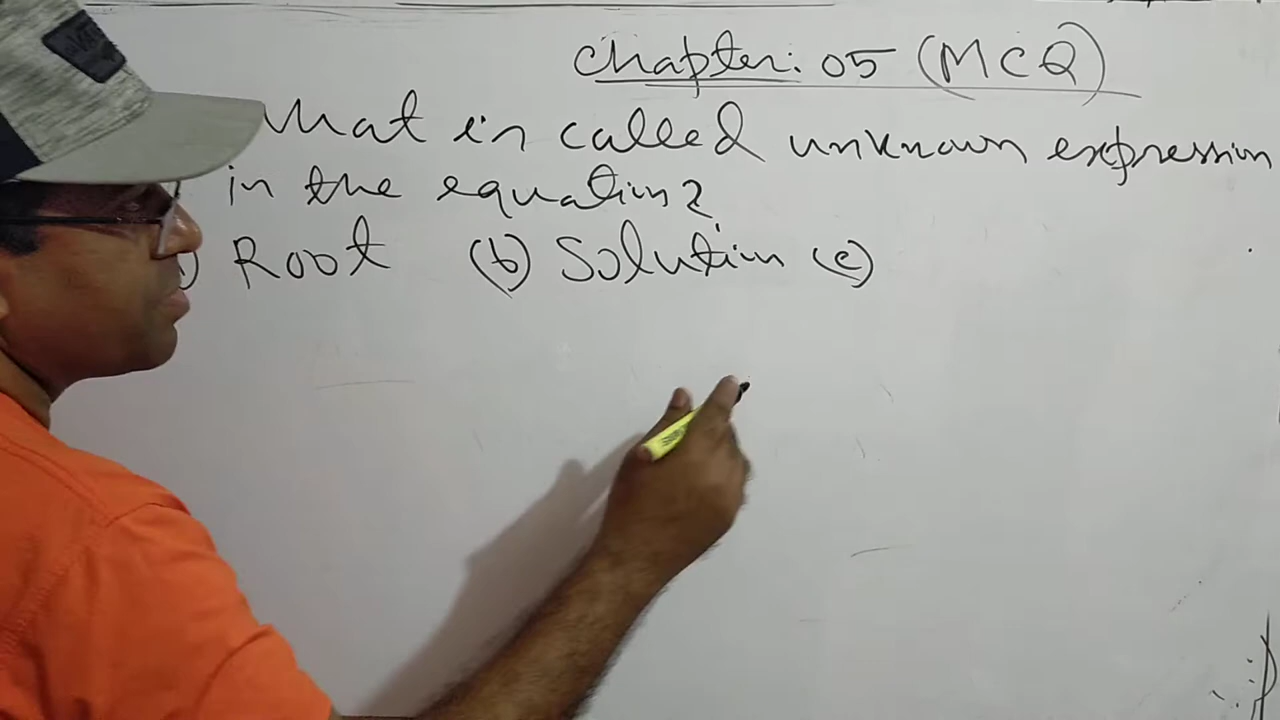 Chapter: 05 (MCQ)
What is called unknown expression
in the equation?
(a) Root (b) Solution (c)